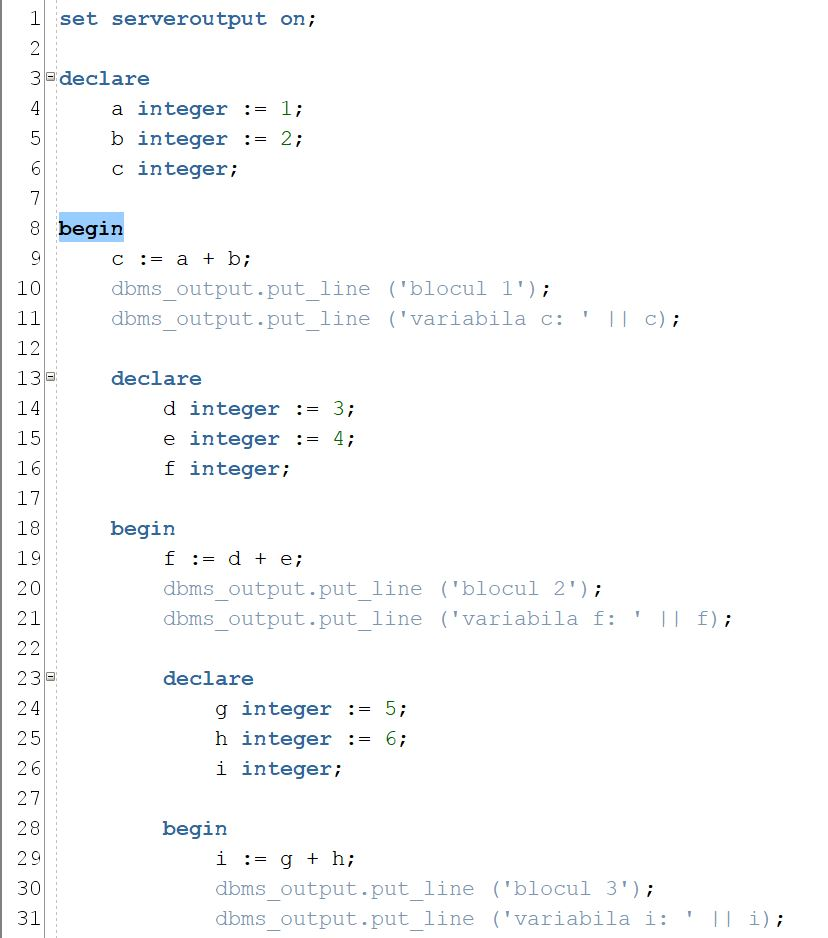 1 set serveroutput on;
2
3 declare
4     a integer := 1;
5     b integer := 2;
6     c integer;
7
8 begin
9     c := a + b;
10     dbms_output.put_line ('blocul 1');
11     dbms_output.put_line ('variabila c: ' || c);
12
13     declare
14         d integer := 3;
15         e integer := 4;
16         f integer;
17
18     begin
19         f := d + e;
20         dbms_output.put_line ('blocul 2');
21         dbms_output.put_line ('variabila f: ' || f);
22
23         declare
24             g integer := 5;
25             h integer := 6;
26             i integer;
27
28         begin
29             i := g + h;
30             dbms_output.put_line ('blocul 3');
31             dbms_output.put_line ('variabila i: ' || i);